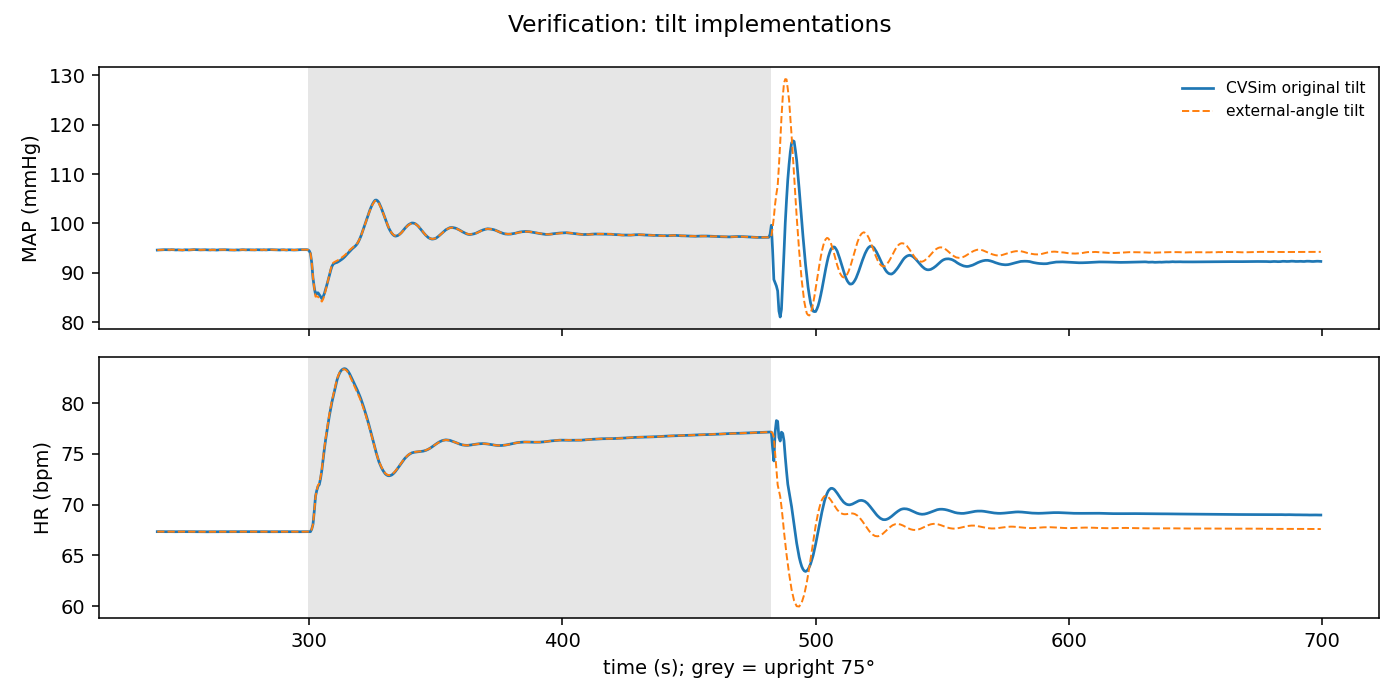 Verification: tilt implementations
MAP (mmHg)
130
120
110
100
90
80
CVSim original tilt
external-angle tilt
HR (bpm)
80
75
70
65
60
300
400
500
600
700
time (s); grey = upright 75°